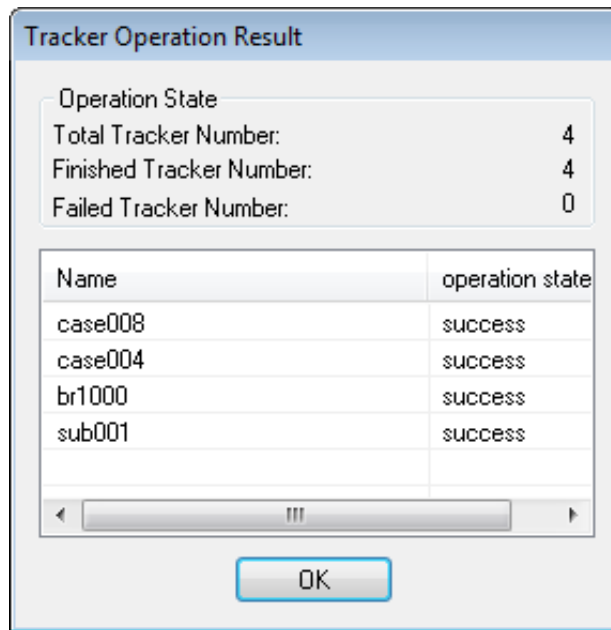 Tracker Operation Result
Operation State
Total Tracker Number: 4
Finished Tracker Number: 4
Failed Tracker Number: 0
Name operation state
case008 success
case004 success
br1000 success
sub001 success
OK